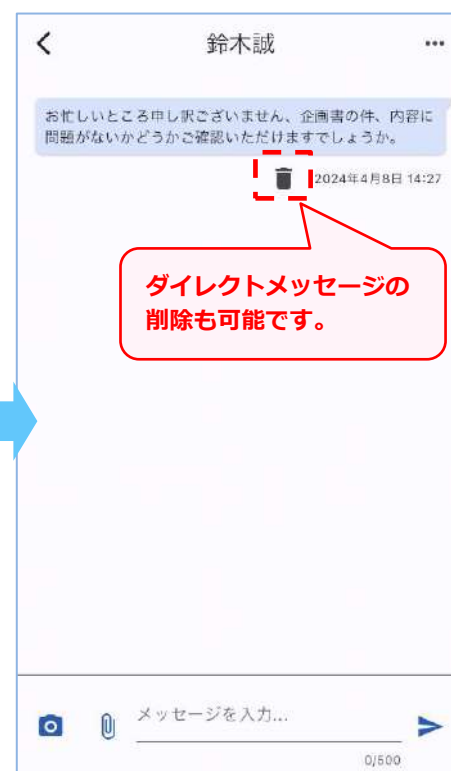 鈴木誠
お忙しいところ申し訳ございません、企画書の件、内容に
問題がないかどうかご確認いただけますでしょうか。
2024年4月8日 14:27
ダイレクトメッセージの
削除も可能です。
メッセージを入力...
0/500